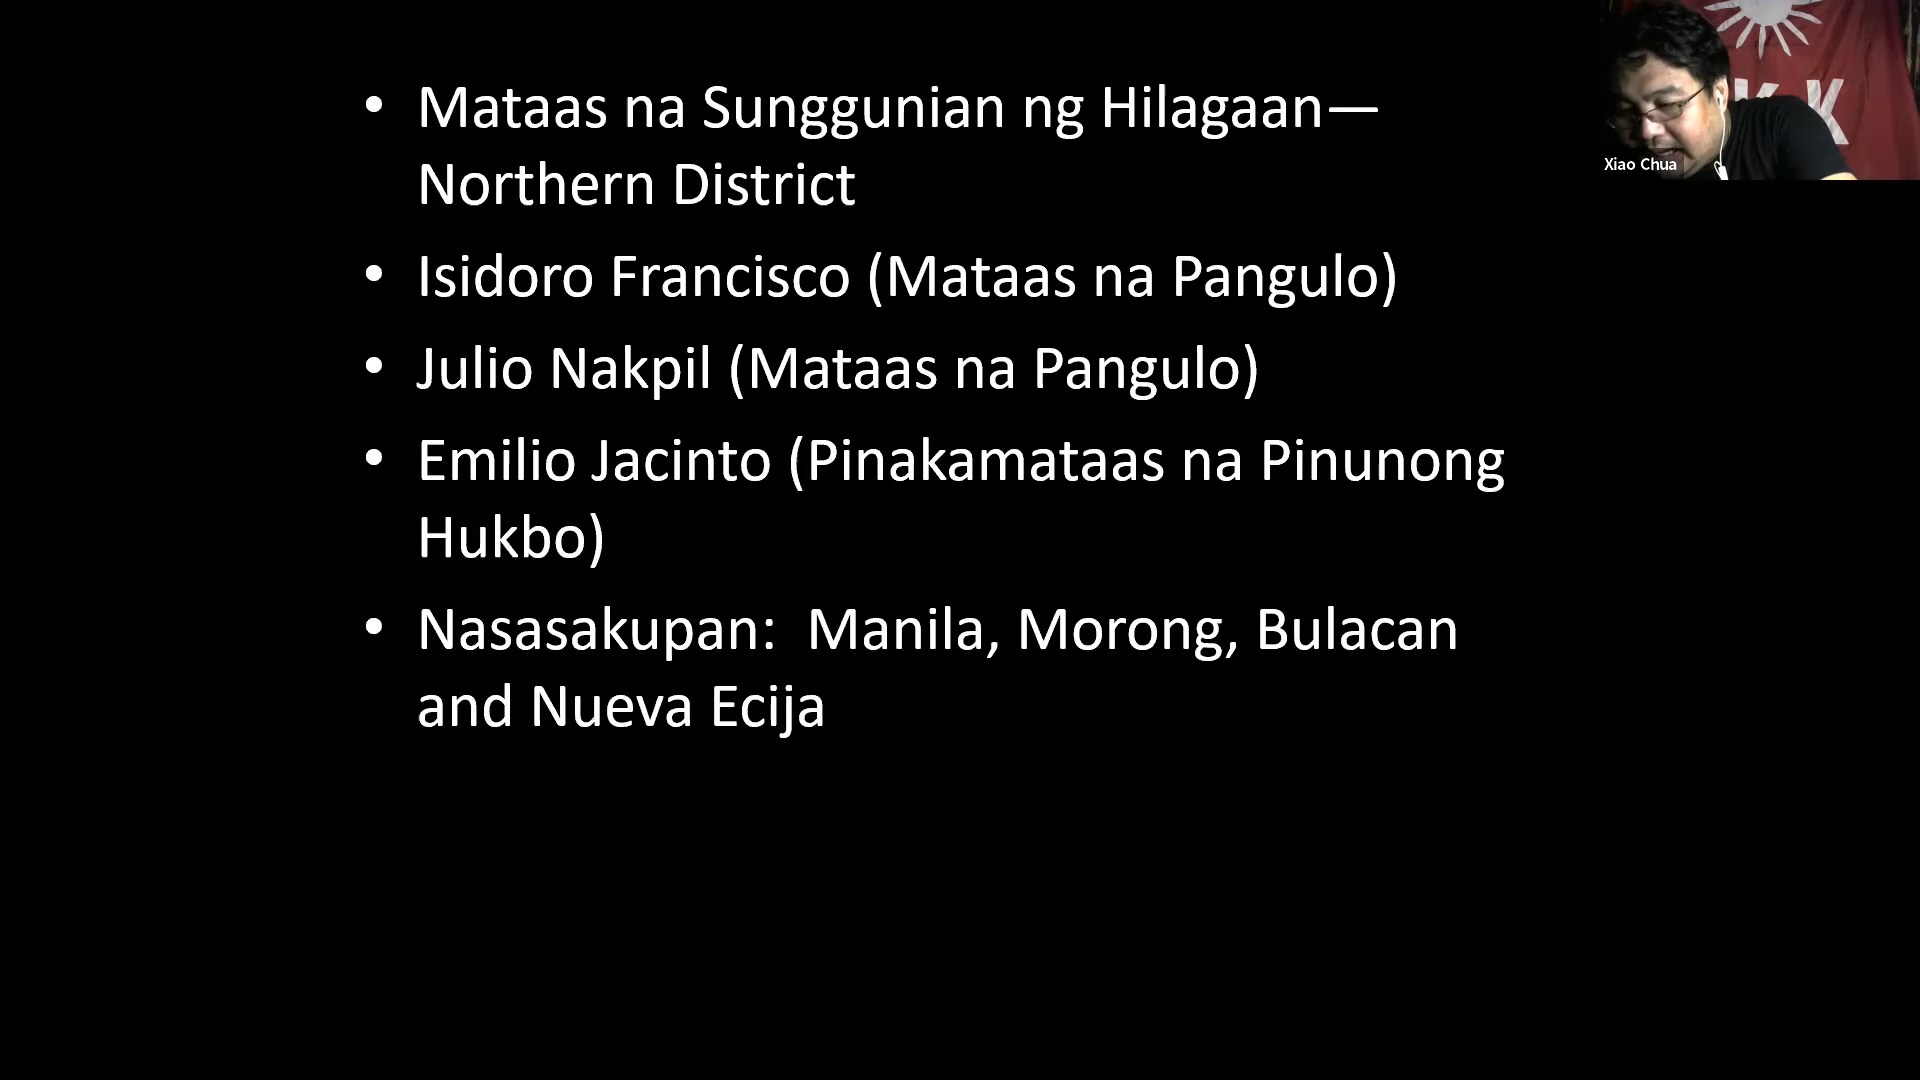 • Mataas na Sunggunian ng Hilagaan—
Northern District
• Isidoro Francisco (Mataas na Pangulo)
• Julio Nakpil (Mataas na Pangulo)
• Emilio Jacinto (Pinakamataas na Pinunong
Hukbo)
• Nasasakupan:  Manila, Morong, Bulacan
and Nueva Ecija
K K
Xiao Chua